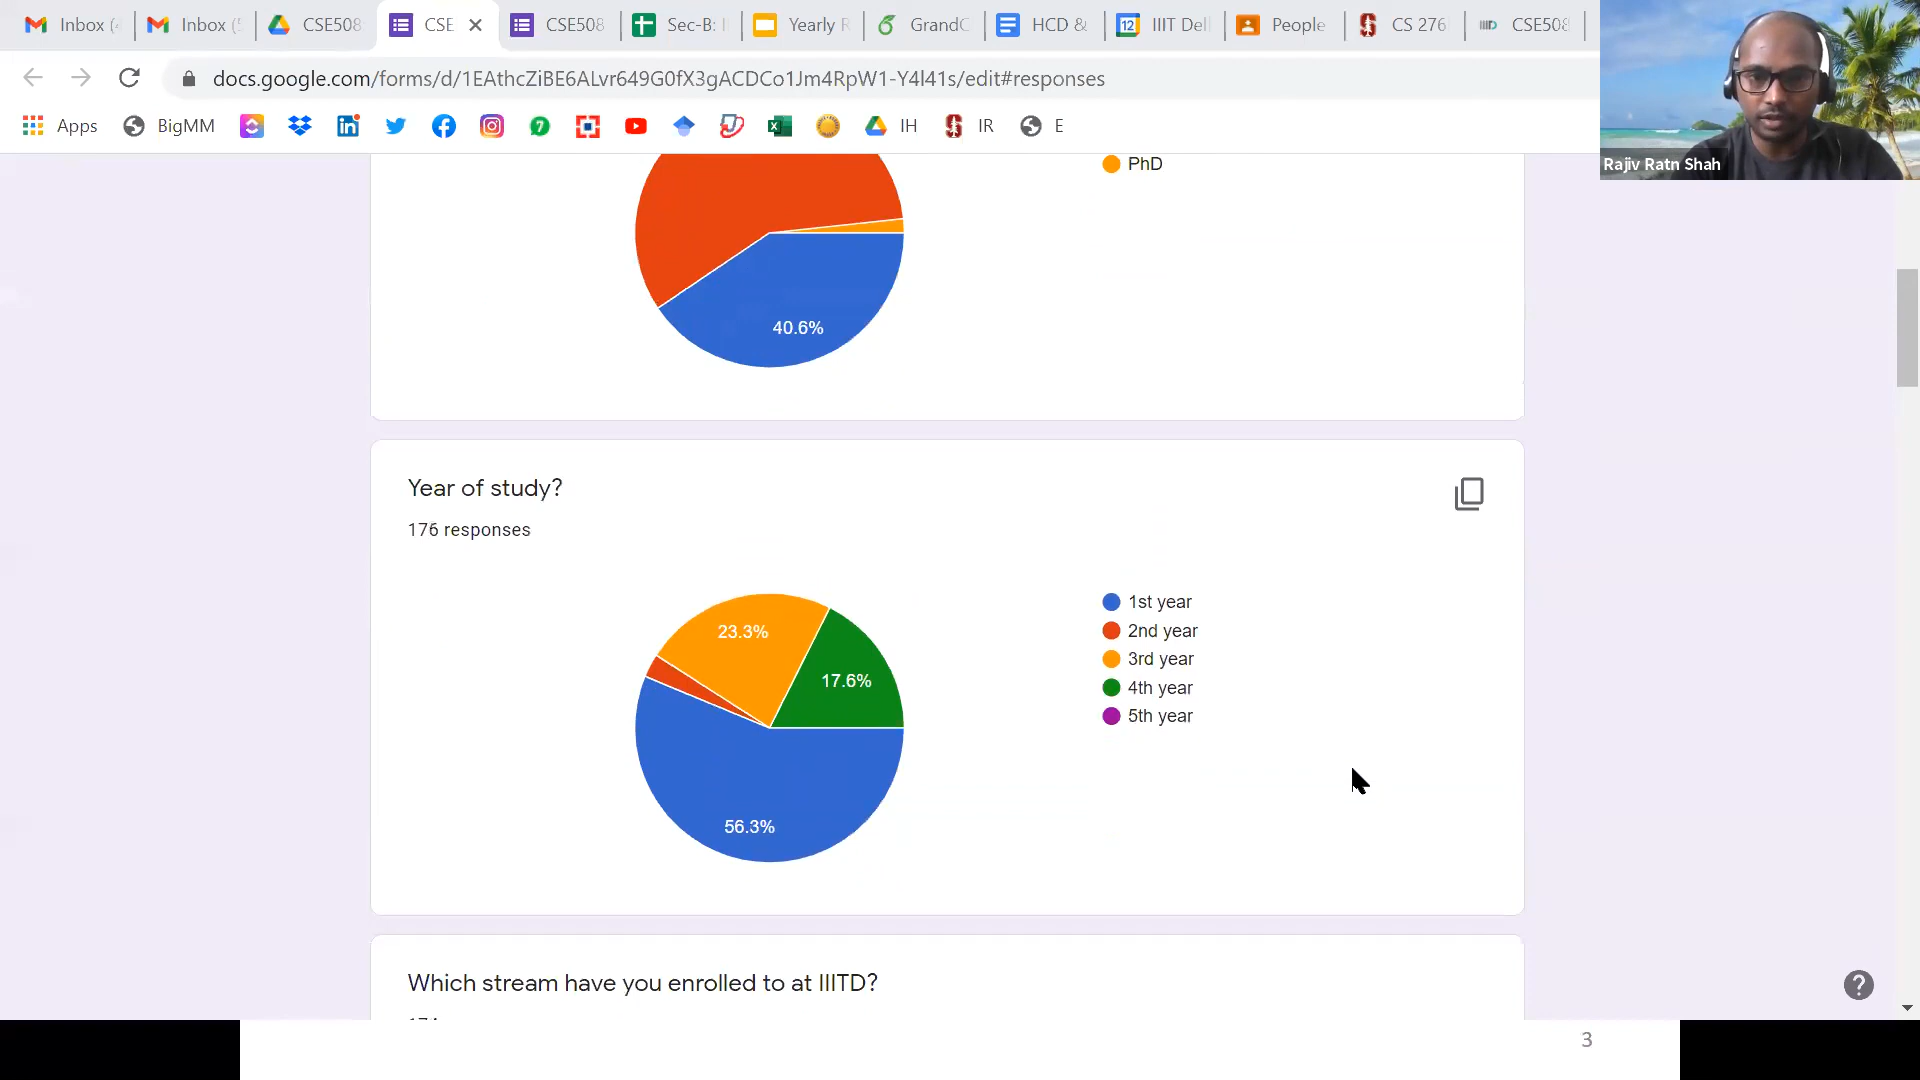 Inbox (
Inbox (
CSE508
CSE
CSE508
Sec-B:
Yearly
GrandC
HCD &
12
IIIT Del
People
CS 276
CSE508
docs.google.com/forms/d/1EAthcZiBE6ALvr649G0fX3gACDCo1Jm4RpW1-Y4l41s/edit#responses
Apps
BigMM
7
IH
IR
E
Rajiv Ratn Shah
PhD
40.6%
Year of study?
176 responses
23.3%
17.6%
56.3%
1st year
2nd year
3rd year
4th year
5th year
Which stream have you enrolled to at IIITD?
3